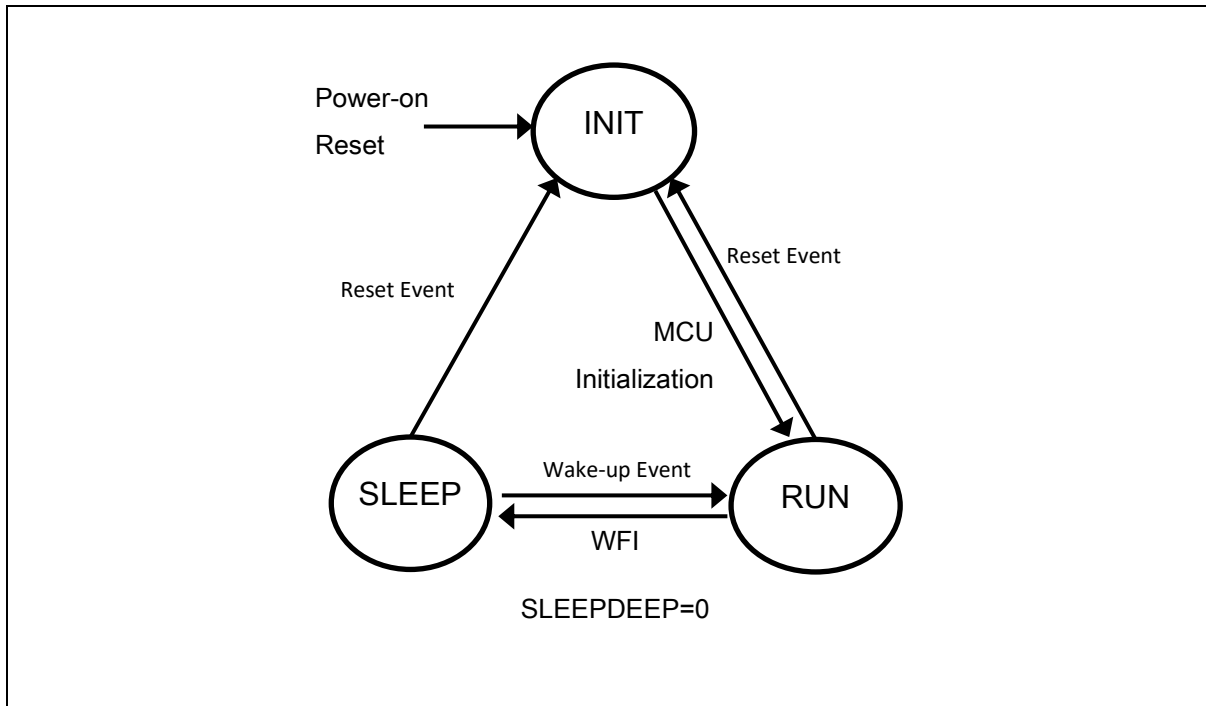 Power-on
Reset
INIT
Reset Event
Reset Event
MCU
Initialization
SLEEP
Wake-up Event
RUN
WFI
SLEEPDEEP=0